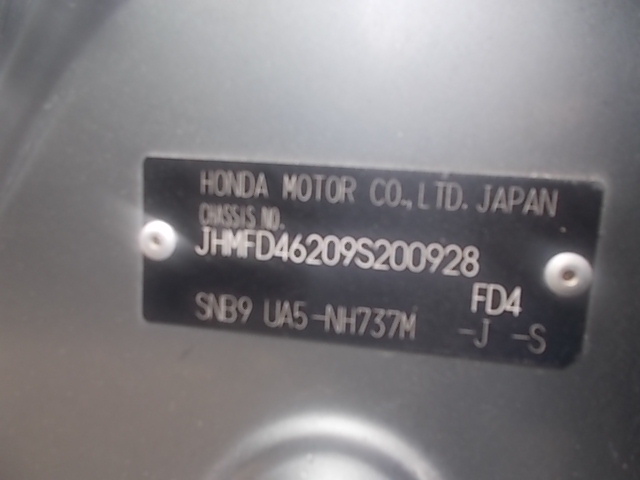 HONDA MOTOR CO., LTD. JAPAN
CHASSIS NO.
JHMFD46209S200928
FD4
SNB9 UA5-NH737M -J -S